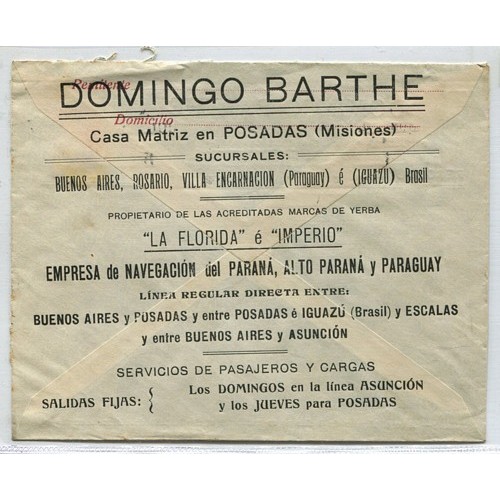 Remitente
DOMINGO BARTHE
Domicilio
Casa Matriz en POSADAS (Misiones)
SUCURSALES:
BUENOS AIRES, ROSARIO, VILLA ENCARNACION (Paraguay) é (IGUAZÚ) Brasil
PROPIETARIO DE LAS ACREDITADAS MARCAS DE YERBA
"LA FLORIDA" é "IMPERIO"
EMPRESA de NAVEGACIÓN del PARANÁ, ALTO PARANÁ y PARAGUAY
LÍNEA REGULAR DIRECTA ENTRE:
BUENOS AIRES y POSADAS y entre POSADAS é IGUAZÚ (Brasil) y ESCALAS
y entre BUENOS AIRES y ASUNCIÓN
SERVICIOS DE PASAJEROS Y CARGAS
SALIDAS FIJAS: { Los DOMINGOS en la línea ASUNCIÓN
y los JUEVES para POSADAS